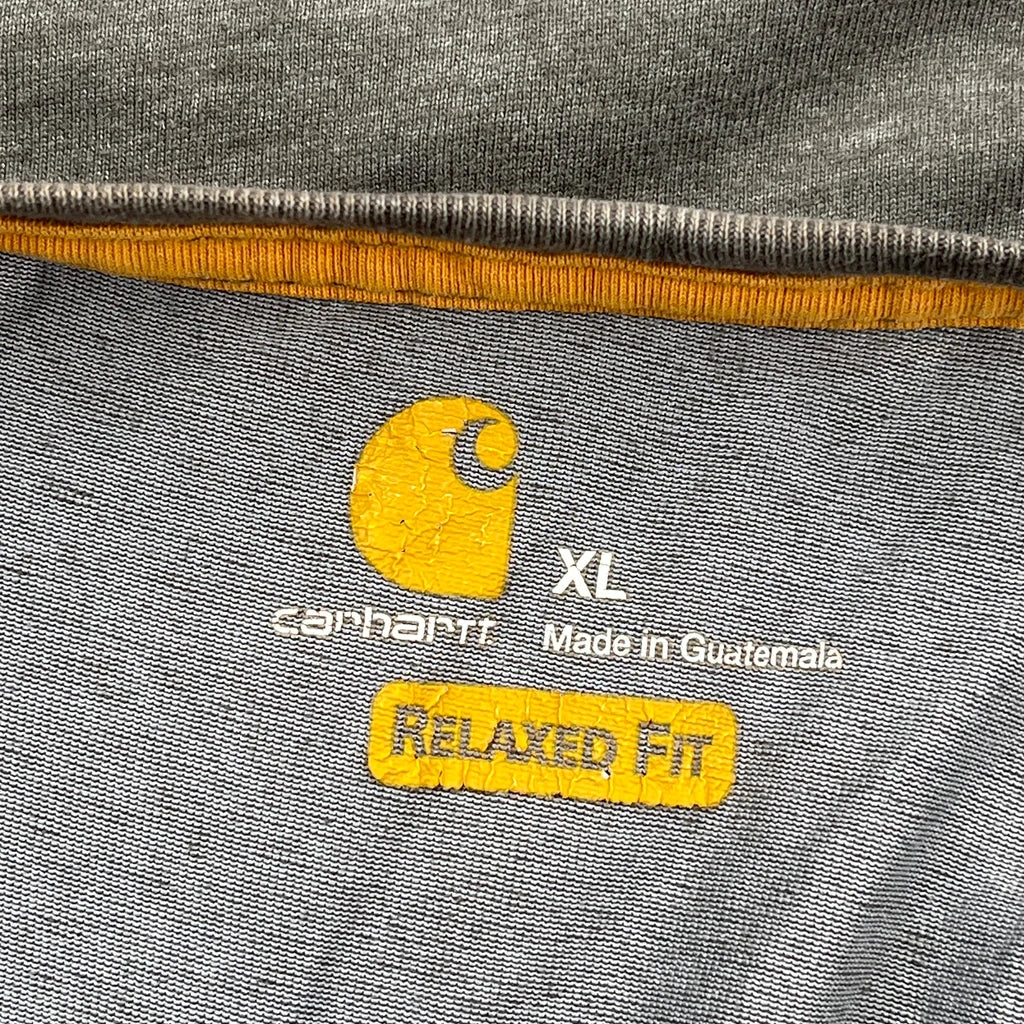 XL
carhartt
Made in Guatemala
RELAXED FIT